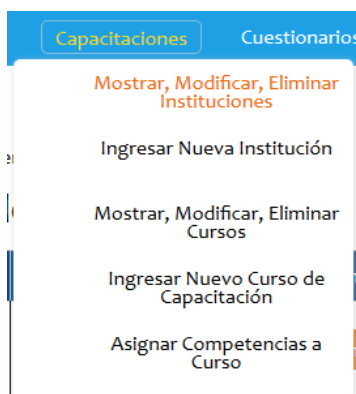 Capacitaciones Cuestionarios
Mostrar, Modificar, Eliminar
Instituciones
Ingresar Nueva Institución
Mostrar, Modificar, Eliminar
Cursos
Ingresar Nuevo Curso de
Capacitación
Asignar Competencias a
Curso